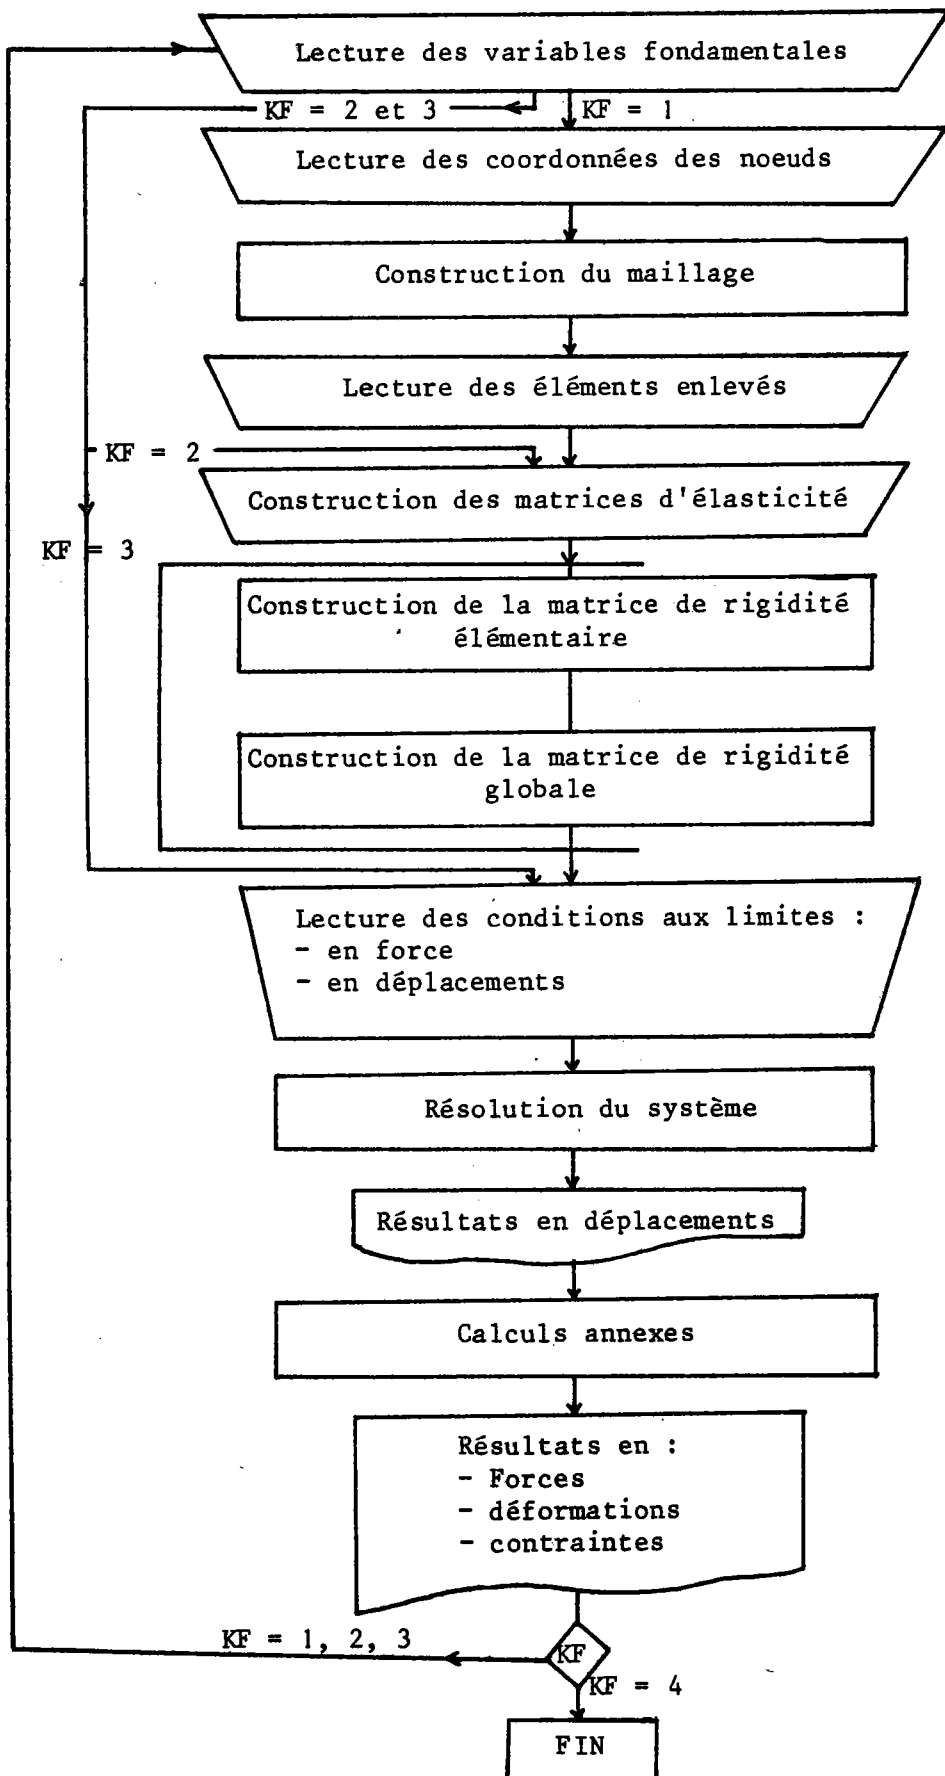 Lecture des variables fondamentales
KF = 2 et 3
KF = 1
Lecture des coordonnées des noeuds
Construction du maillage
Lecture des éléments enlevés
KF = 2
Construction des matrices d'élasticité
KF = 3
Construction de la matrice de rigidité
élémentaire
Construction de la matrice de rigidité
globale
Lecture des conditions aux limites :
- en force
- en déplacements
Résolution du système
Résultats en déplacements
Calculs annexes
Résultats en :
- Forces
- déformations
- contraintes
KF = 1, 2, 3
KF
KF = 4
FIN